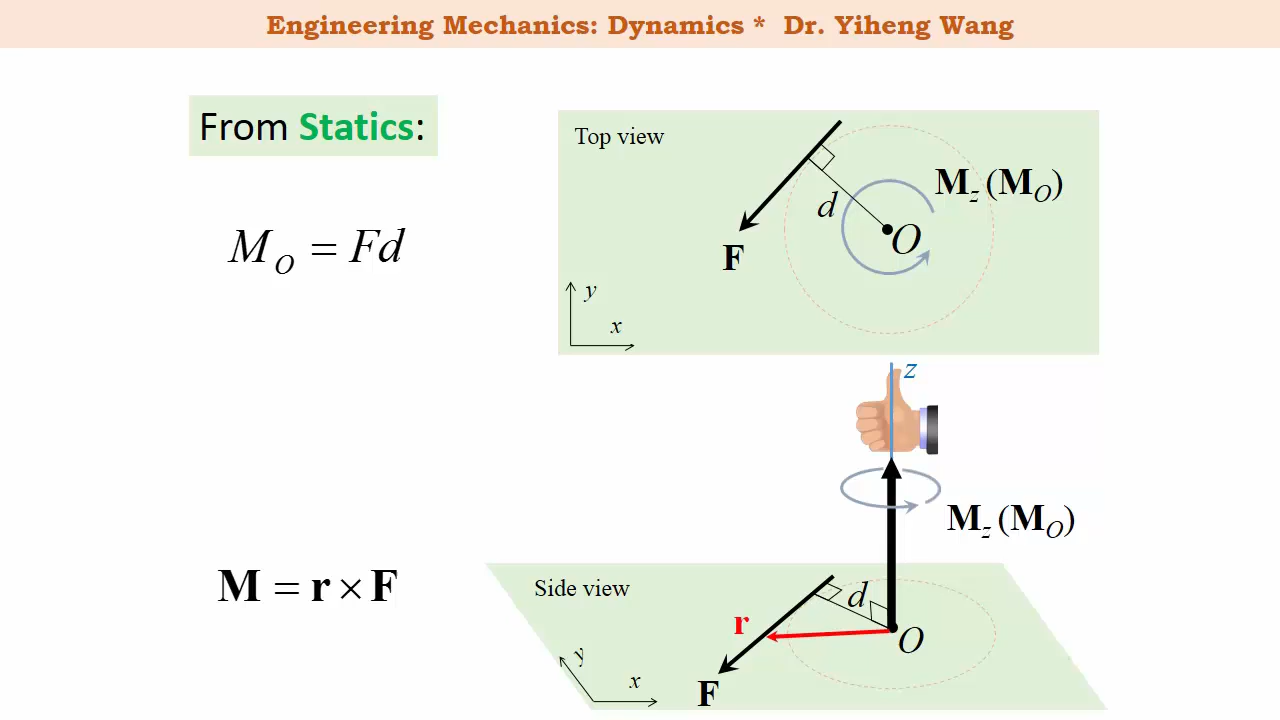 Engineering Mechanics: Dynamics * Dr. Yiheng Wang
From Statics:
M_O = Fd
Top view
M_z (M_O)
d
O
F
y
x
z
M_z (M_O)
M = r × F
Side view
d
r
O
y
x
F